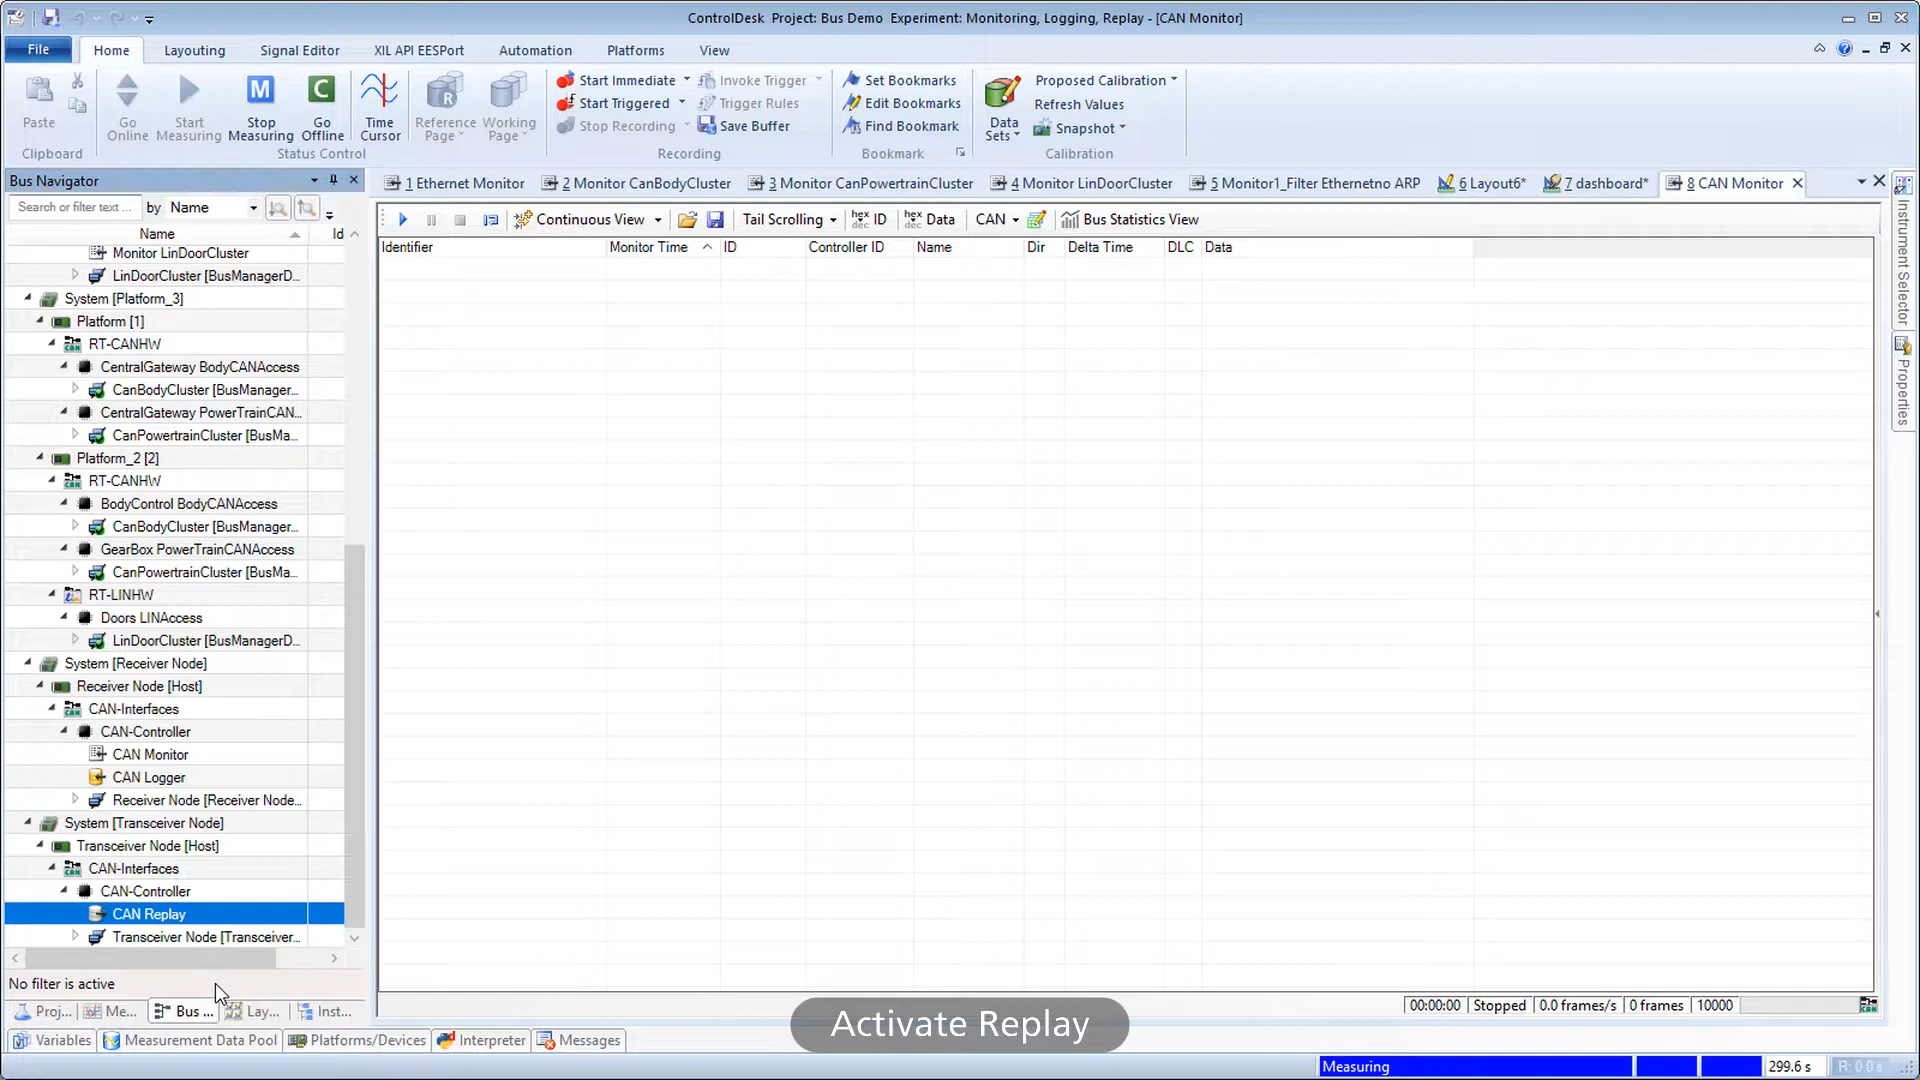 ControlDesk Project: Bus Demo Experiment: Monitoring, Logging, Replay - [CAN Monitor]
File Home Layouting Signal Editor XIL API EESPort Automation Platforms View
Paste
Go Online
Start Measuring
Stop Measuring
Go Offline
Time Cursor
Reference Page
Working Page
Start Immediate Invoke Trigger
Start Triggered Trigger Rules
Stop Recording Save Buffer
Set Bookmarks
Edit Bookmarks
Find Bookmark
Data Sets
Proposed Calibration
Refresh Values
Snapshot
Clipboard Status Control Recording Bookmark Calibration
Bus Navigator
1 Ethernet Monitor 2 Monitor CanBodyCluster 3 Monitor CanPowertrainCluster 4 Monitor LinDoorCluster 5 Monitor1_Filter Ethernetno ARP 6 Layout6* 7 dashboard* 8 CAN Monitor
Search or filter text ... by Name
Continuous View Tail Scrolling hex dec ID hex dec Data CAN Bus Statistics View
Name Id
Identifier Monitor Time ID Controller ID Name Dir Delta Time DLC Data
Monitor LinDoorCluster
LinDoorCluster [BusManagerD...
System [Platform_3]
Platform [1]
RT-CANHW
CentralGateway BodyCANAccess
CanBodyCluster [BusManager...
CentralGateway PowerTrainCAN...
CanPowertrainCluster [BusMa...
Platform_2 [2]
RT-CANHW
BodyControl BodyCANAccess
CanBodyCluster [BusManager...
GearBox PowerTrainCANAccess
CanPowertrainCluster [BusMa...
RT-LINHW
Doors LINAccess
LinDoorCluster [BusManagerD...
System [Receiver Node]
Receiver Node [Host]
CAN-Interfaces
CAN-Controller
CAN Monitor
CAN Logger
Receiver Node [Receiver Node...
System [Transceiver Node]
Transceiver Node [Host]
CAN-Interfaces
CAN-Controller
CAN Replay
Transceiver Node [Transceiver...
Instrument Selector
Properties
No filter is active
00:00:00 Stopped 0.0 frames/s 0 frames 10000
Proj... Me... Bus ... Lay... Inst...
Activate Replay
Variables Measurement Data Pool Platforms/Devices Interpreter Messages
Measuring 299.6 s R: 0.0 s